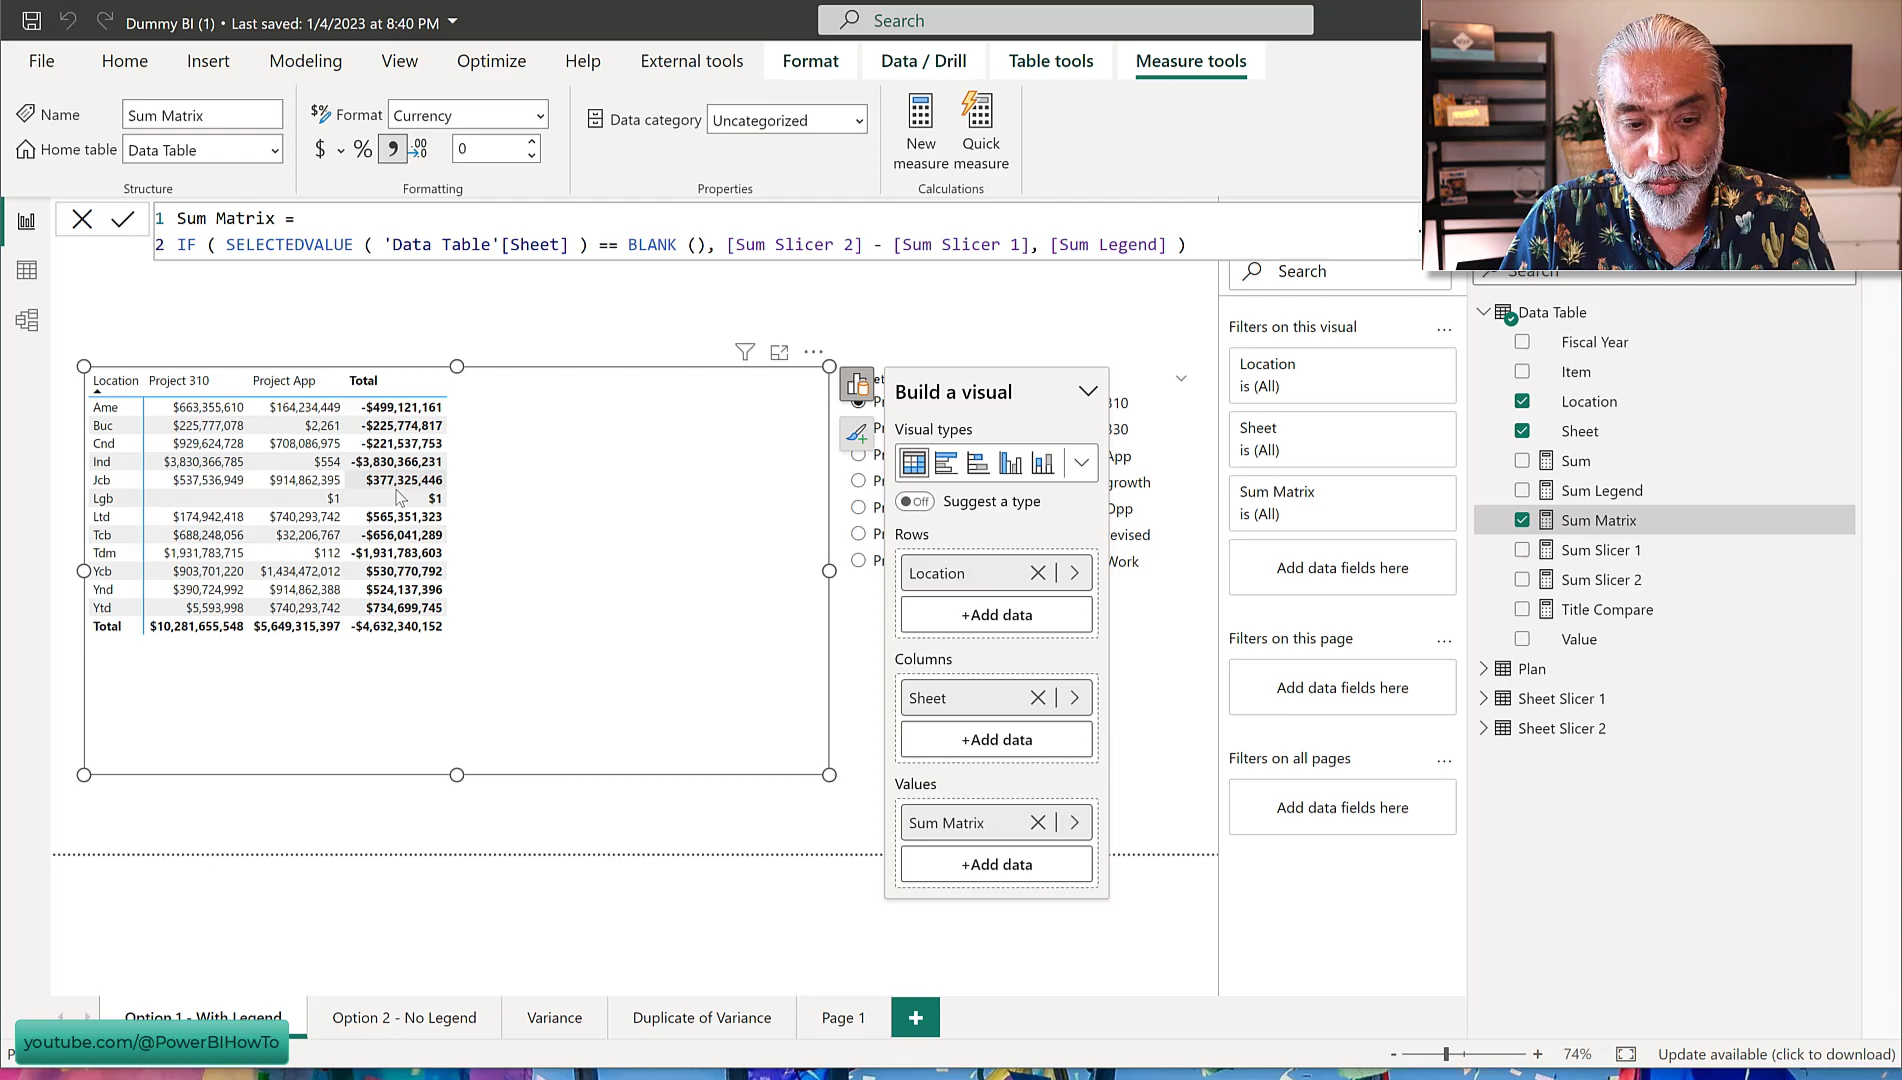 Dummy BI (1) • Last saved: 1/4/2023 at 8:40 PM
Search
File Home Insert Modeling View Optimize Help External tools Format Data / Drill Table tools Measure tools
Name Sum Matrix
Home table Data Table
Structure
Format Currency
$ % , .00 0
Formatting
Data category Uncategorized
Properties
New measure
Quick measure
Calculations
1 Sum Matrix =
2 IF ( SELECTEDVALUE ( 'Data Table'[Sheet] ) == BLANK (), [Sum Slicer 2] - [Sum Slicer 1], [Sum Legend] )
Location Project 310 Project App Total
Ame $663,355,610 $164,234,449 -$499,121,161
Buc $225,777,078 $2,261 -$225,774,817
Cnd $929,624,728 $708,086,975 -$221,537,753
Ind $3,830,366,785 $554 -$3,830,366,231
Jcb $537,536,949 $914,862,395 $377,325,446
Lgb $1 $1
Ltd $174,942,418 $740,293,742 $565,351,323
Tcb $688,248,056 $32,206,767 -$656,041,289
Tdm $1,931,783,715 $112 -$1,931,783,603
Ycb $903,701,220 $1,434,472,012 $530,770,792
Ynd $390,724,992 $914,862,388 $524,137,396
Ytd $5,593,998 $740,293,742 $734,699,745
Total $10,281,655,548 $5,649,315,397 -$4,632,340,152
Build a visual
Visual types
Off Suggest a type
Rows
Location
+Add data
Columns
Sheet
+Add data
Values
Sum Matrix
+Add data
310
330
App
growth
Opp
evised
Work
Search
Filters on this visual ...
Location
is (All)
Sheet
is (All)
Sum Matrix
is (All)
Add data fields here
Filters on this page ...
Add data fields here
Filters on all pages ...
Add data fields here
Search
Data Table
Fiscal Year
Item
Location
Sheet
Sum
Sum Legend
Sum Matrix
Sum Slicer 1
Sum Slicer 2
Title Compare
Value
Plan
Sheet Slicer 1
Sheet Slicer 2
Option 1 - With Legend Option 2 - No Legend Variance Duplicate of Variance Page 1 +
youtube.com/@PowerBIHowTo
- + 74% Update available (click to download)